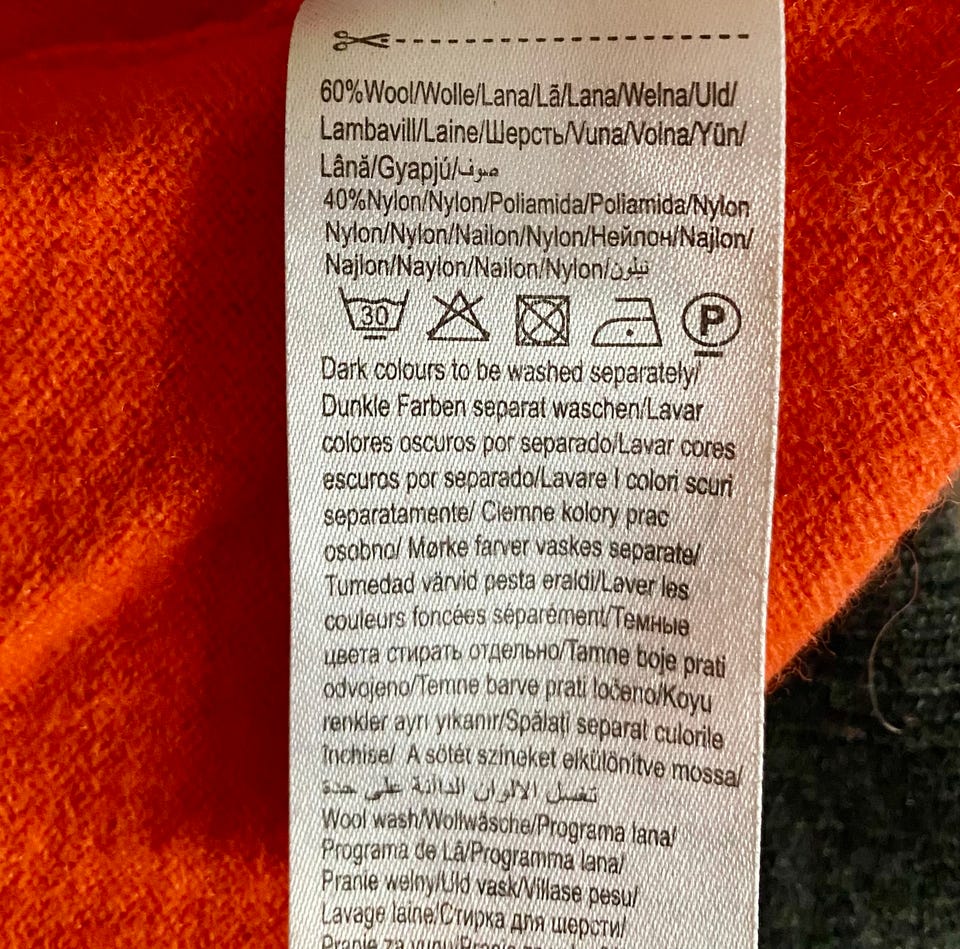 60%Wool/Wolle/Lana/Lã/Lana/Wełna/Uld/
Lambavill/Laine/Шерсть/Vuna/Volna/Yün/
Lână/Gyapjú/صوف
40%Nylon/Nylon/Poliamida/Poliamida/Nylon
Nylon/Nylon/Nailon/Nylon/Нейлон/Najlon/
Najlon/Naylon/Nailon/Nylon/نيلون
30
P
Dark colours to be washed separately/
Dunkle Farben separat waschen/Lavar
colores oscuros por separado/Lavar cores
escuros por separado/Lavare I colori scuri
separatamente/ Ciemne kolory prac
osobno/ Mørke farver vaskes separate/
Tumedad värvid pesta eraldi/Laver les
couleurs foncées séparément/Темные
цвета стирать отдельно/Tamne boje prati
odvojeno/Temne barve prati ločeno/Koyu
renkler ayrı yıkanır/Spălați separat culorile
închise/ A sötét színeket elkülönítve mossa/
تغسل الالوان الداكنة على حدة
Wool wash/Wollwäsche/Programa lana/
Programa de Lã/Programma lana/
Pranie wełny/Uld vask/Villase pesu/
Lavage laine/Стирка для шерсти/
Pranje za vunu/